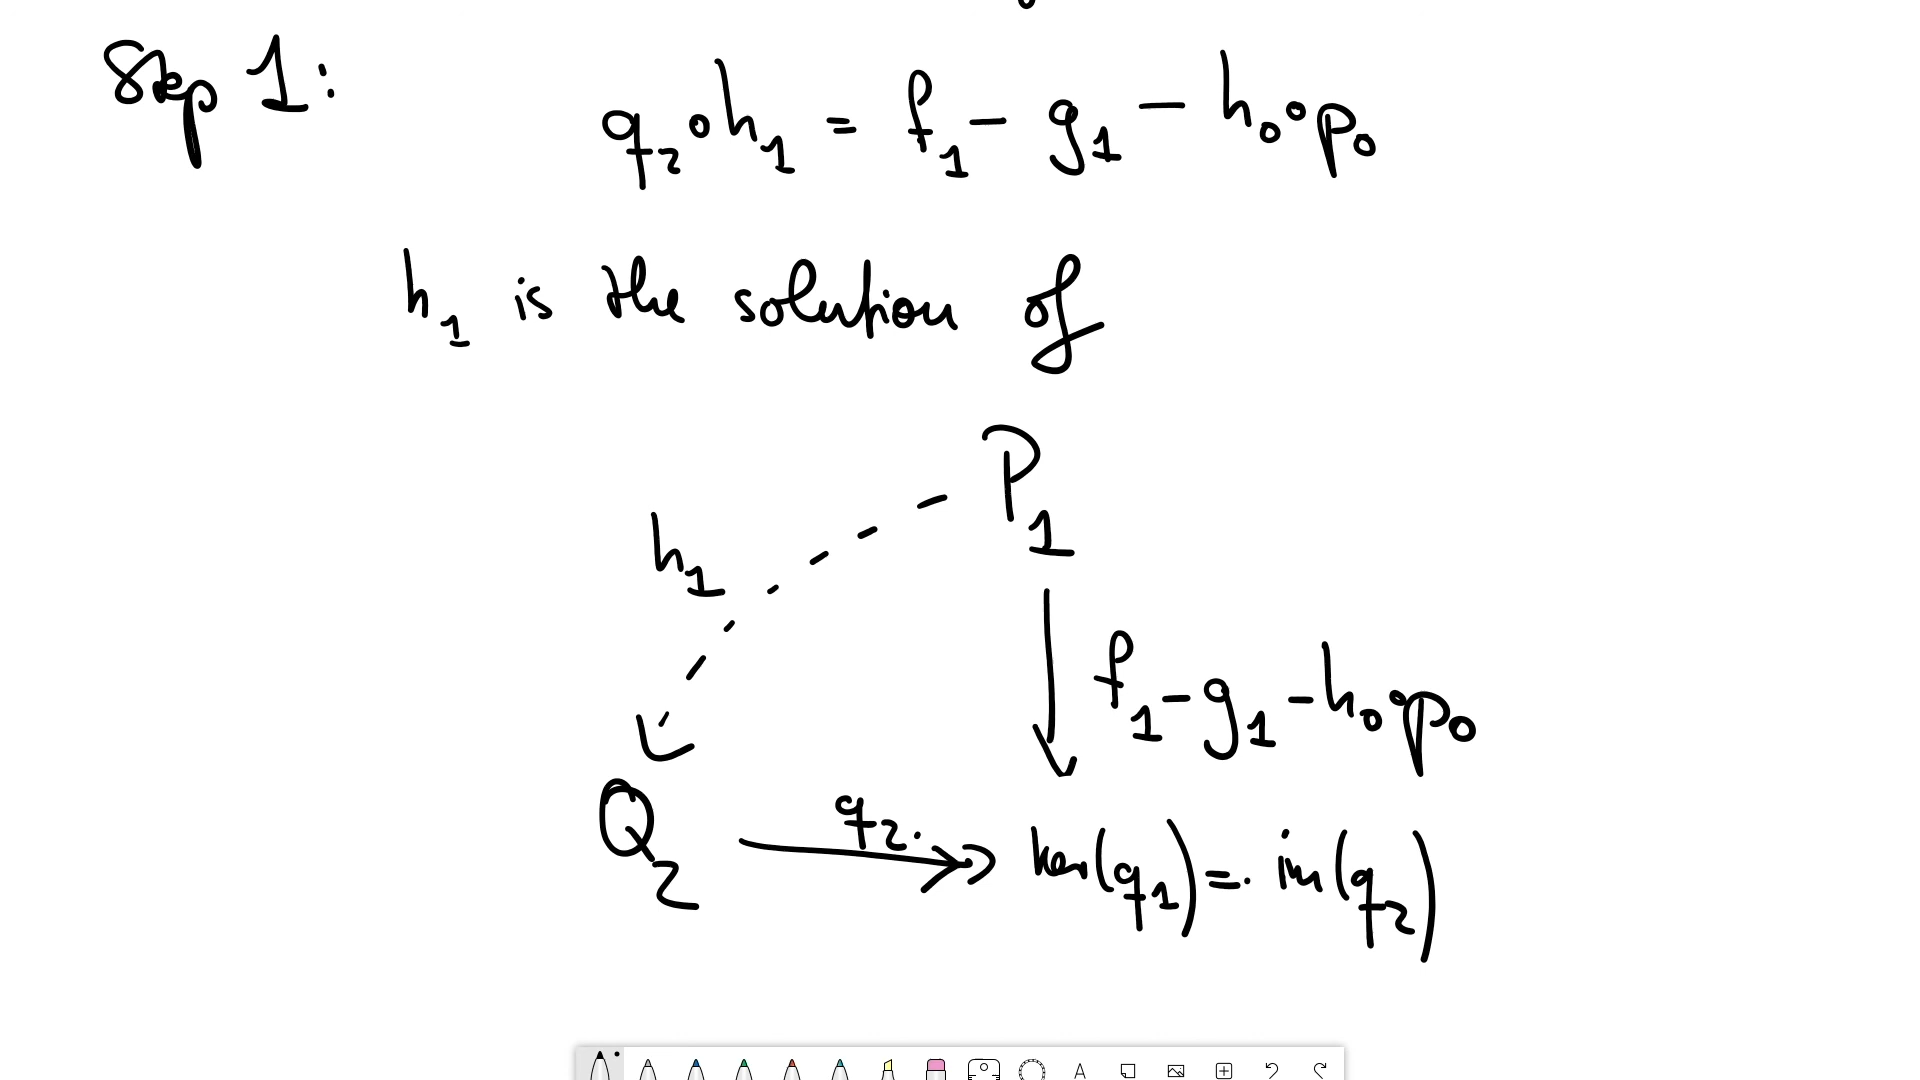 Step 1:
q₂∘h₁ = f₁ − g₁ − h₀∘p₀
h₁ is the solution of
P₁
h₁
f₁−g₁−h₀∘p₀
q₂.
Q₂ ker(q₁)=. im(q₂)
A